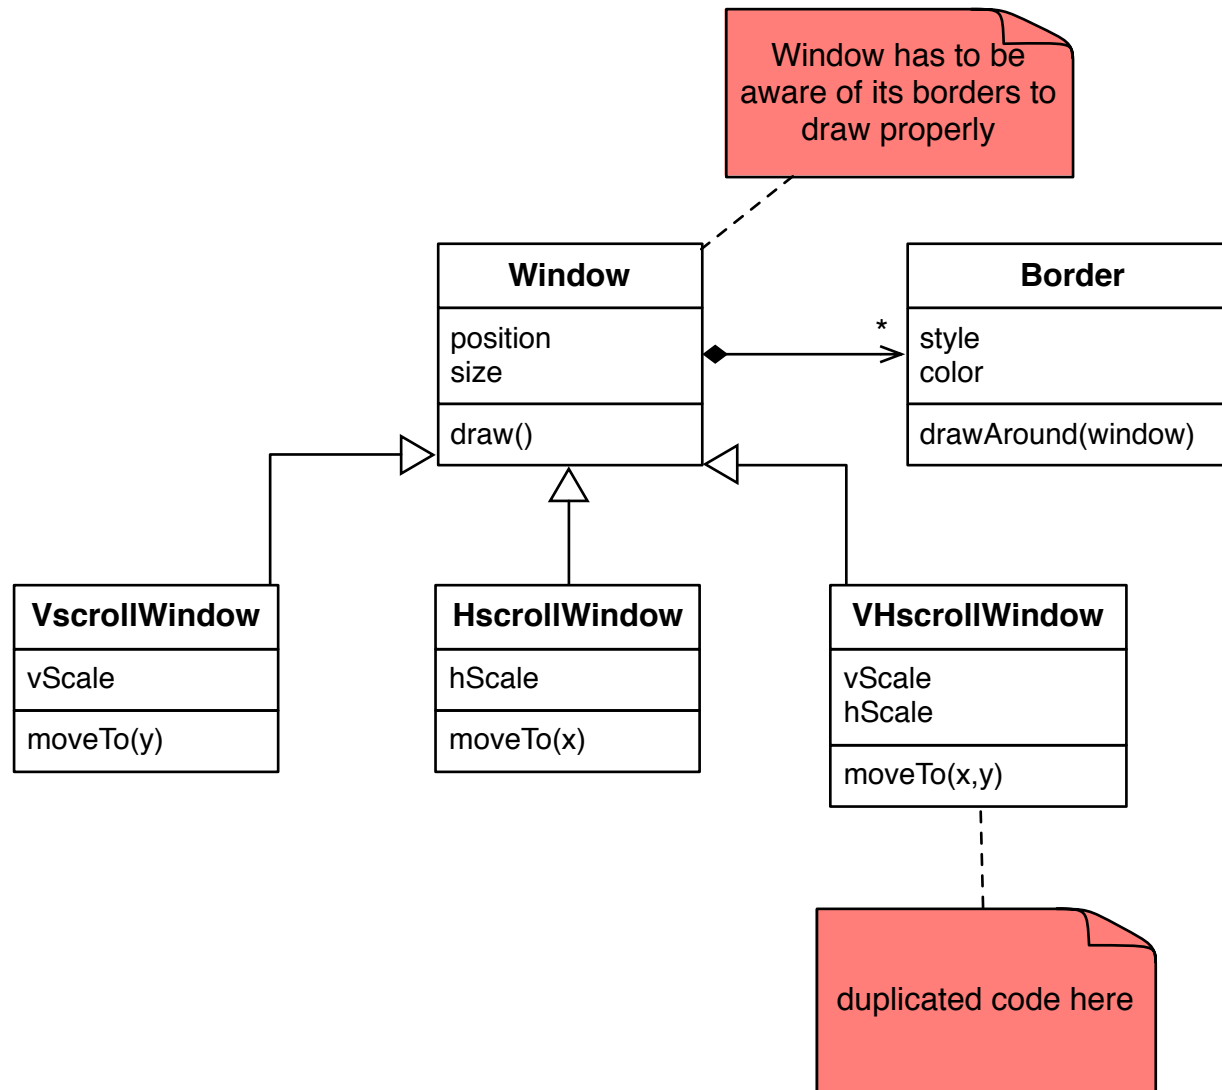 Window has to be
aware of its borders to
draw properly
Window
position
size
draw()
*
Border
style
color
drawAround(window)
VscrollWindow
vScale
moveTo(y)
HscrollWindow
hScale
moveTo(x)
VHscrollWindow
vScale
hScale
moveTo(x,y)
duplicated code here